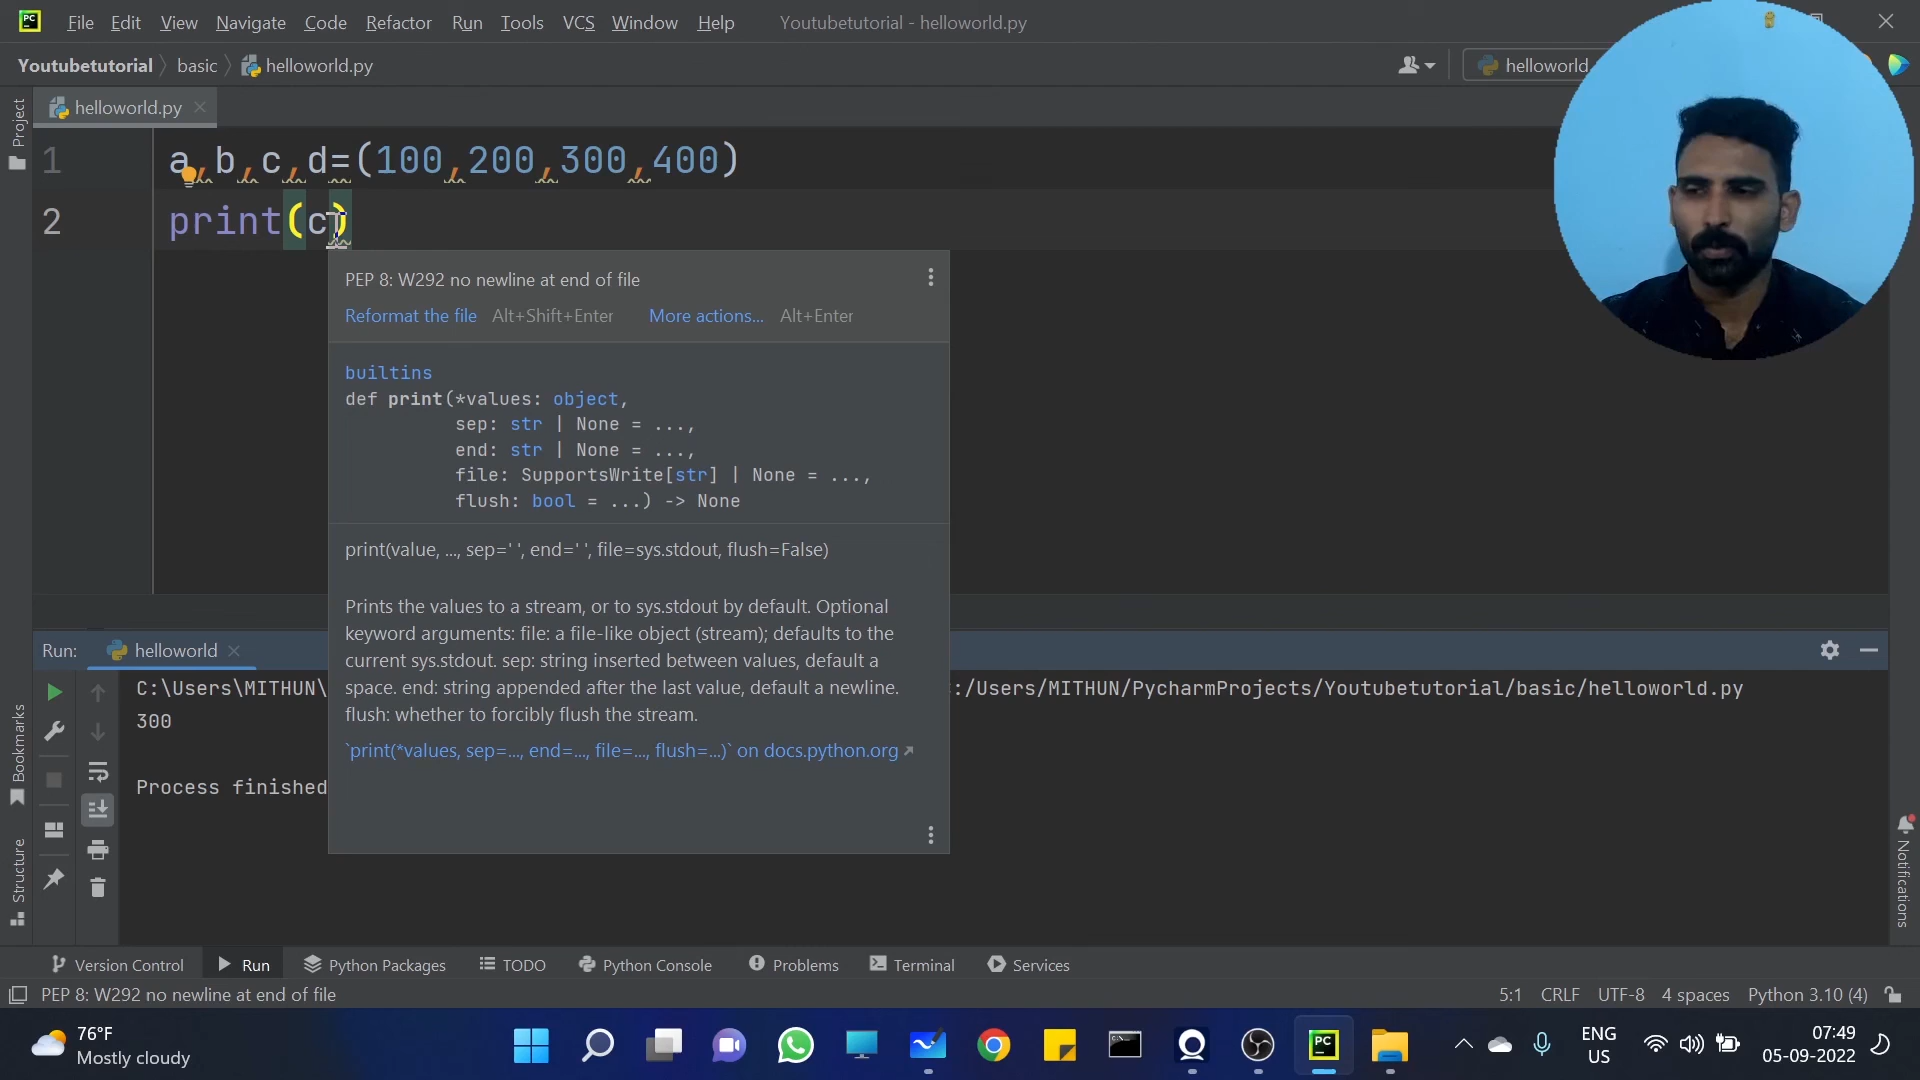 File Edit View Navigate Code Refactor Run Tools VCS Window Help Youtubetutorial - helloworld.py
Youtubetutorial basic helloworld.py helloworld
Project
helloworld.py
1 a,b,c,d=(100,200,300,400)
2 print(c)
PEP 8: W292 no newline at end of file
Reformat the file Alt+Shift+Enter More actions... Alt+Enter
builtins
def print(*values: object,
sep: str | None = ...,
end: str | None = ...,
file: SupportsWrite[str] | None = ...,
flush: bool = ...) -> None
print(value, ..., sep=' ', end=' ', file=sys.stdout, flush=False)
Prints the values to a stream, or to sys.stdout by default. Optional
keyword arguments: file: a file-like object (stream); defaults to the
current sys.stdout. sep: string inserted between values, default a
space. end: string appended after the last value, default a newline.
flush: whether to forcibly flush the stream.
`print(*values, sep=..., end=..., file=..., flush=...)` on docs.python.org
Run: helloworld
C:\Users\MITHUN\ :/Users/MITHUN/PycharmProjects/Youtubetutorial/basic/helloworld.py
300
Process finished
Bookmarks
Structure
Notifications
Version Control Run Python Packages TODO Python Console Problems Terminal Services
PEP 8: W292 no newline at end of file 5:1 CRLF UTF-8 4 spaces Python 3.10 (4)
76°F
Mostly cloudy
PC
ENG
US
07:49
05-09-2022